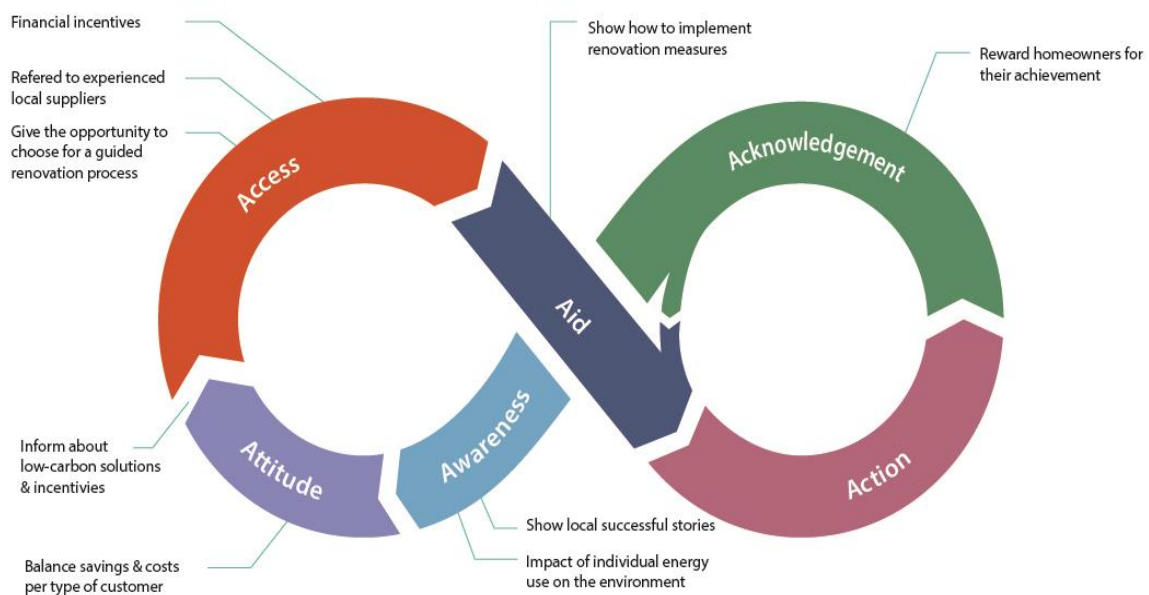 Financial incentives
Refered to experienced
local suppliers
Give the opportunity to
choose for a guided
renovation process
Access
Show how to implement
renovation measures
Reward homeowners for
their achievement
Acknowledgement
Aid
Awareness
Attitude
Action
Inform about
low-carbon solutions
& incentivies
Balance savings & costs
per type of customer
Show local successful stories
Impact of individual energy
use on the environment